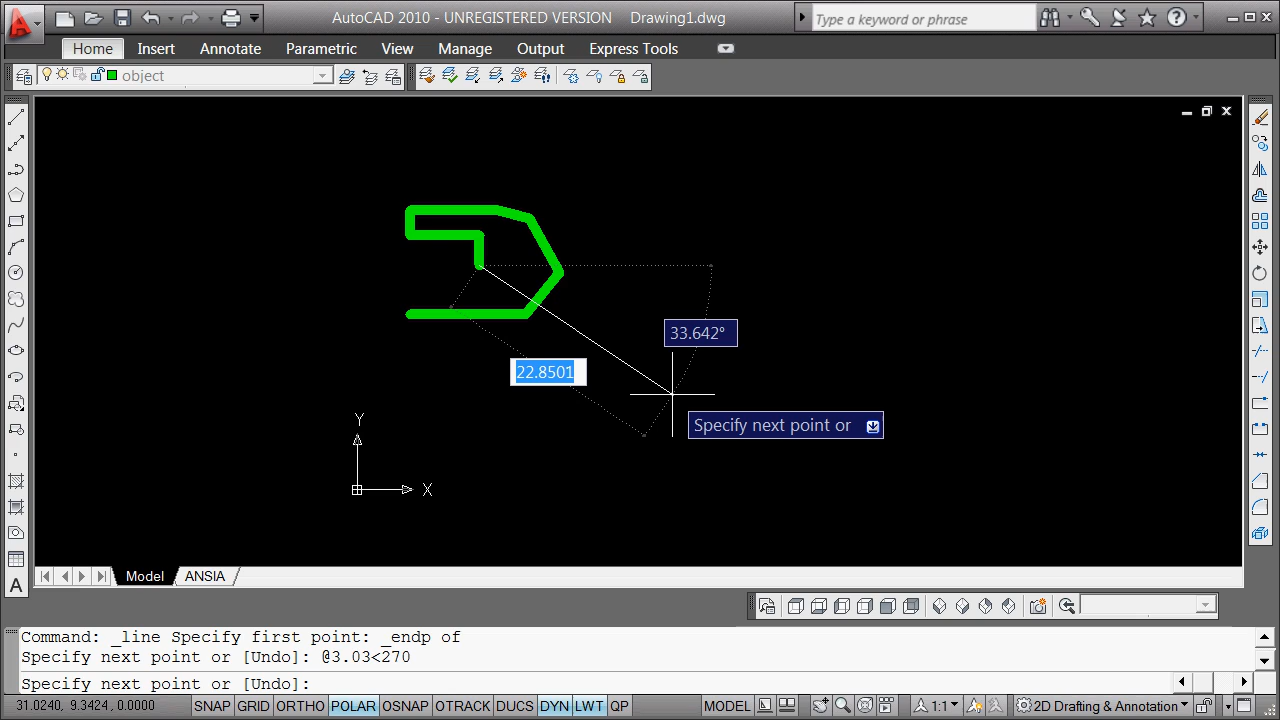 AutoCAD 2010 - UNREGISTERED VERSION Drawing1.dwg
Type a keyword or phrase
Home Insert Annotate Parametric View Manage Output Express Tools
object
33.642°
22.8501
Specify next point or
Y
X
Model ANSIA
A
Command: _line Specify first point: _endp of
Specify next point or [Undo]: @3.03<270
Specify next point or [Undo]:
31.0240, 9.3424, 0.0000 SNAP GRID ORTHO POLAR OSNAP OTRACK DUCS DYN LWT QP MODEL 1:1 2D Drafting & Annotation